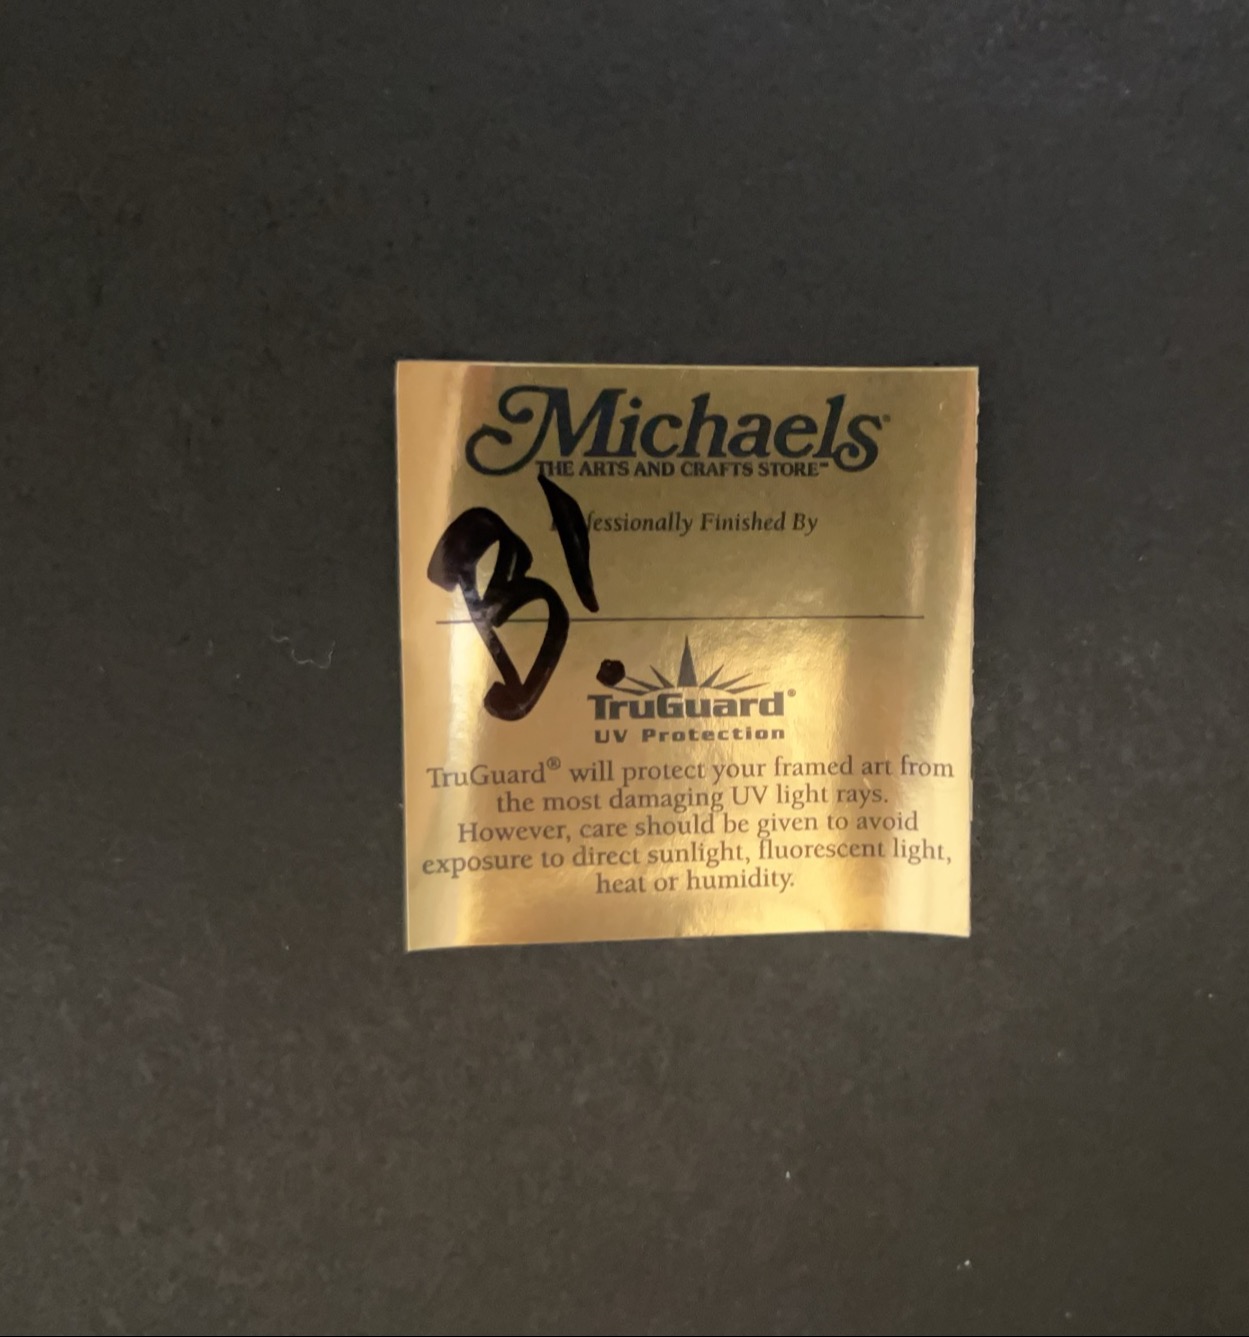 Michaels®
THE ARTS AND CRAFTS STORE™
Professionally Finished By
B!
TruGuard®
UV Protection
TruGuard® will protect your framed art from
the most damaging UV light rays.
However, care should be given to avoid
exposure to direct sunlight, fluorescent light,
heat or humidity.